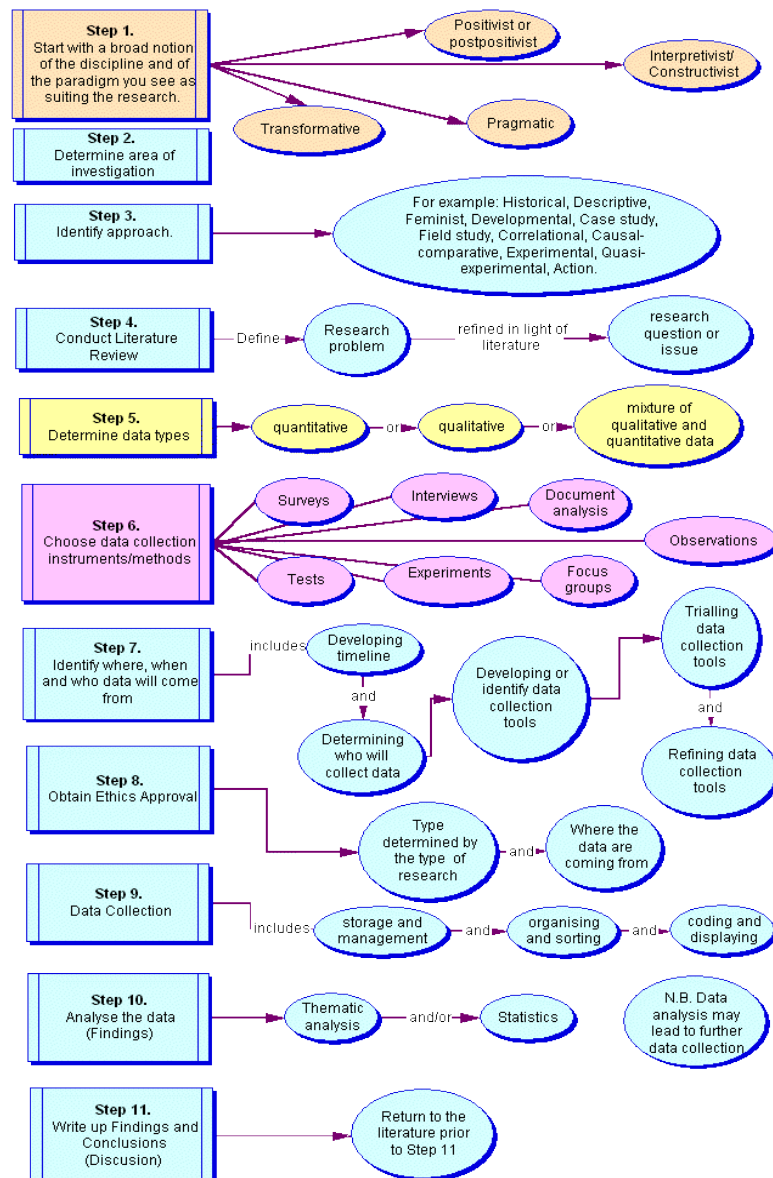 Step 1.
Start with a broad notion
of the discipline and of
the paradigm you see as
suiting the research.
Positivist or
postpositivist
Interpretivist/
Constructivist
Transformative
Pragmatic
Step 2.
Determine area of
investigation
Step 3.
Identify approach.
For example: Historical, Descriptive,
Feminist, Developmental, Case study,
Field study, Correlational, Causal-
comparative, Experimental, Quasi-
experimental, Action.
Step 4.
Conduct Literature
Review
Define
Research
problem
refined in light of
literature
research
question or
issue
Step 5.
Determine data types
quantitative
or
qualitative
or
mixture of
qualitative and
quantitative data
Step 6.
Choose data collection
instruments/methods
Surveys
Interviews
Document
analysis
Observations
Tests
Experiments
Focus
groups
Step 7.
Identify where, when
and who data will come
from
includes
Developing
timeline
and
Determining
who will
collect data
Developing or
identify data
collection
tools
Trialling
data
collection
tools
and
Refining data
collection
tools
Step 8.
Obtain Ethics Approval
Type
determined by
the type of
research
and
Where the
data are
coming from
Step 9.
Data Collection
includes
storage and
management
and
organising
and sorting
and
coding and
displaying
Step 10.
Analyse the data
(Findings)
Thematic
analysis
and/or
Statistics
N.B. Data
analysis may
lead to further
data collection
Step 11.
Write up Findings and
Conclusions
(Discussion)
Return to the
literature prior
to Step 11